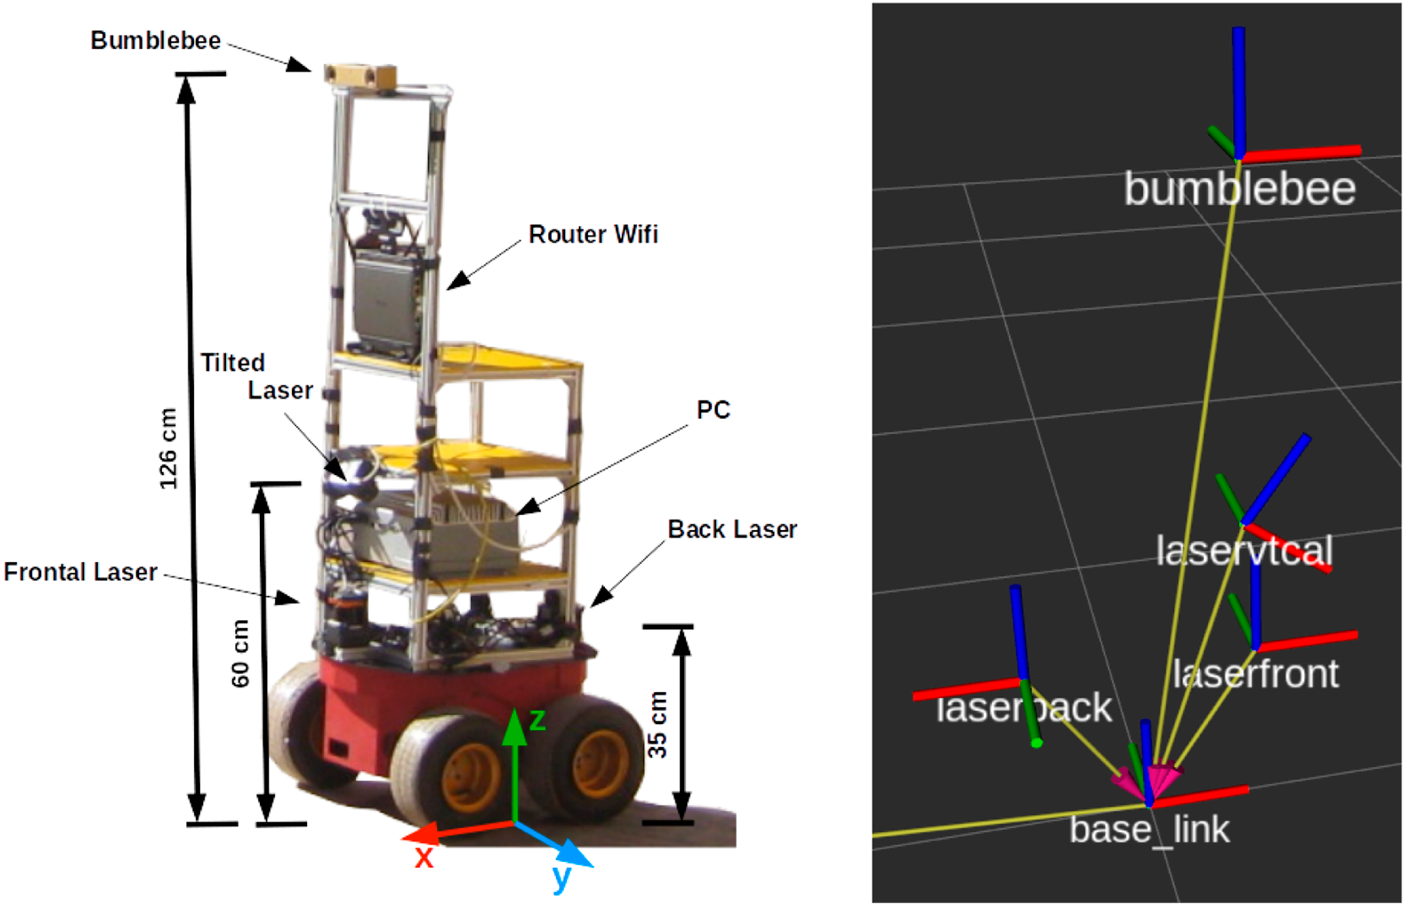 Bumblebee
Router Wifi
Tilted
Laser
PC
126 cm
Back Laser
Frontal Laser
60 cm
35 cm
z
x
y
bumblebee
laservtcal
laserfront
laserback
base_link